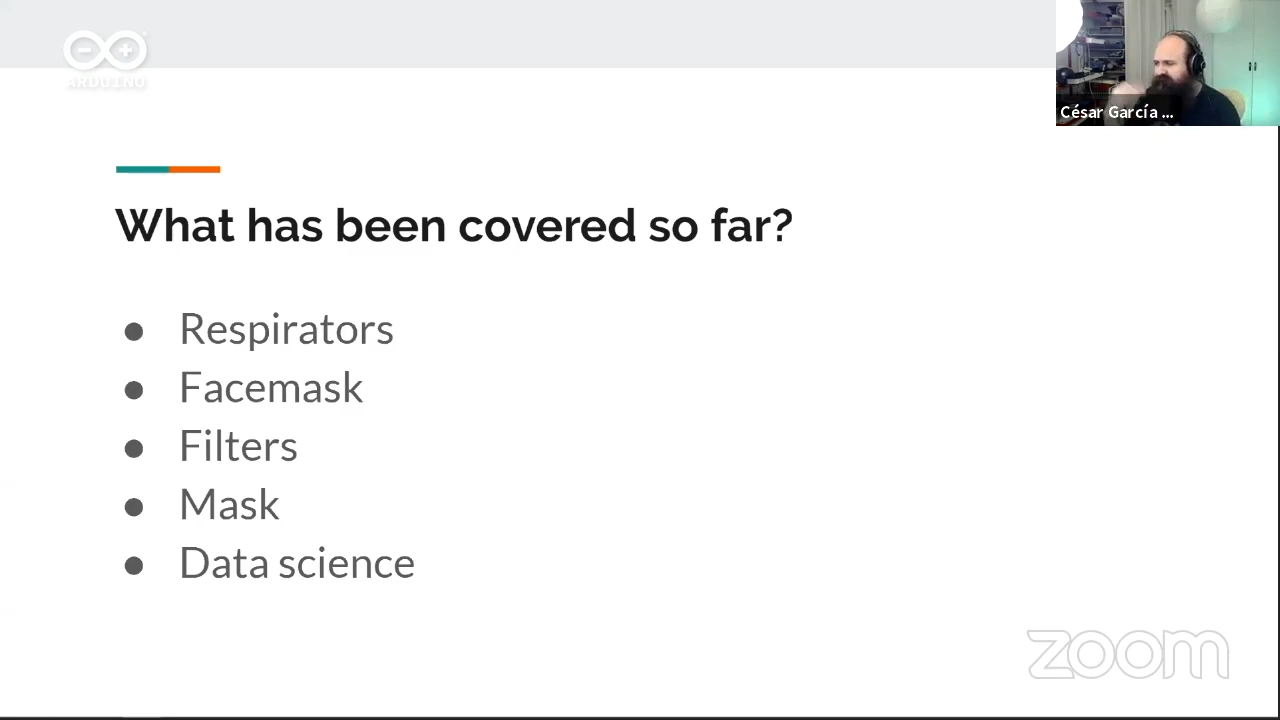 ARDUINO
César García ...
What has been covered so far?
● Respirators
● Facemask
● Filters
● Mask
● Data science
zoom